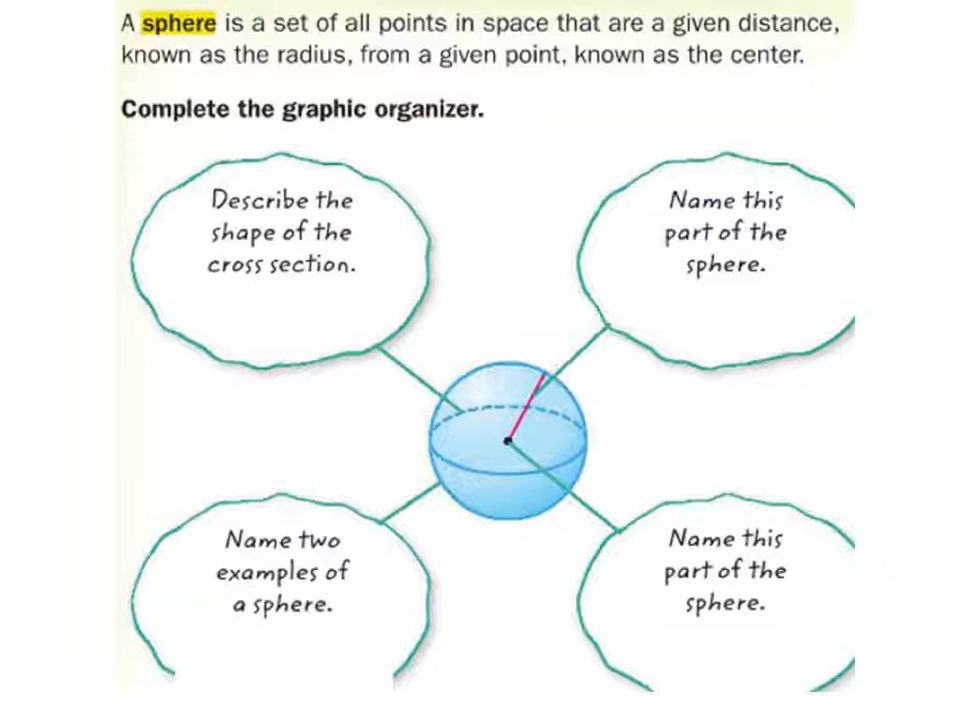 A sphere is a set of all points in space that are a given distance,
known as the radius, from a given point, known as the center.
Complete the graphic organizer.
Describe the
shape of the
cross section.
Name this
part of the
sphere.
Name two
examples of
a sphere.
Name this
part of the
sphere.